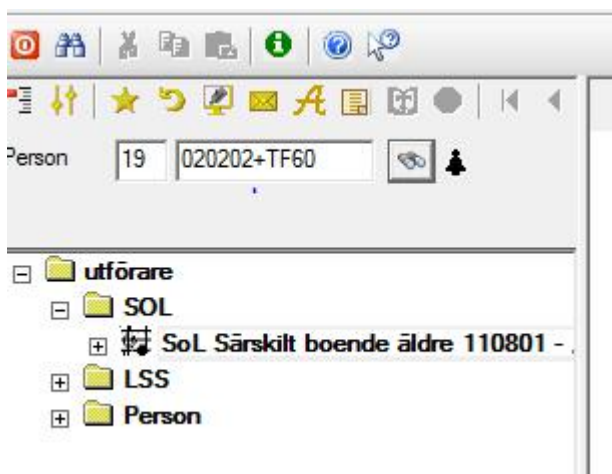 Person 19 020202+TF60
utförare
SOL
SoL Särskilt boende äldre 110801 - .
LSS
Person